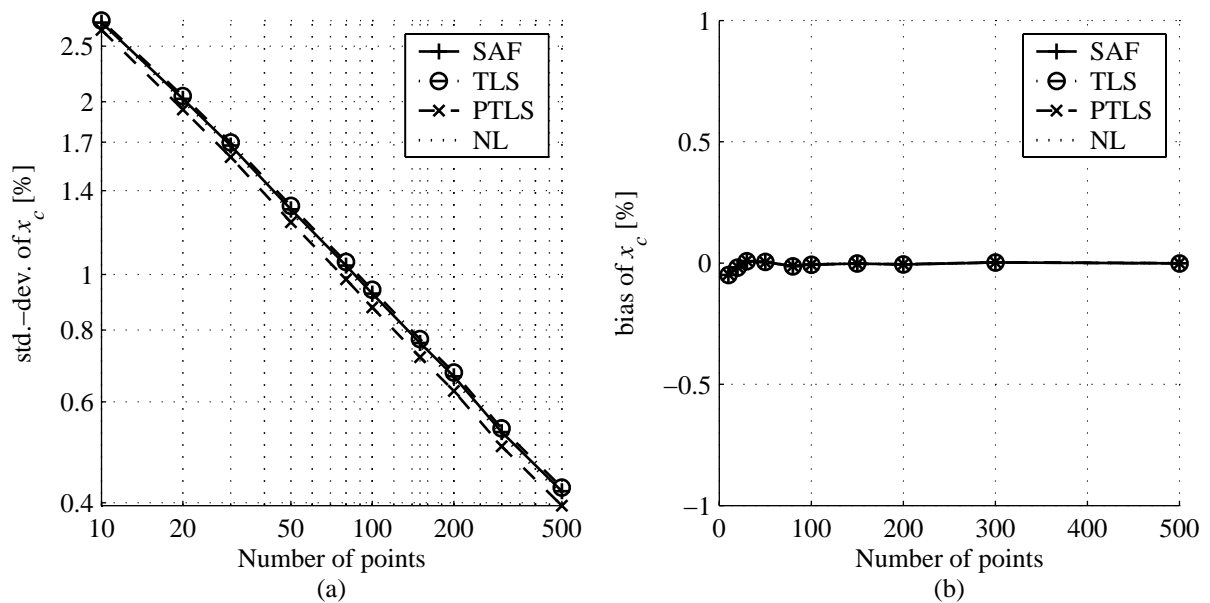 2.5
2
1.7
1.4
1
0.8
0.6
0.4
std.−dev. of x_c [%]
SAF
TLS
PTLS
NL
10 20 50 100 200 500
Number of points
(a)
1
0.5
0
−0.5
−1
bias of x_c [%]
SAF
TLS
PTLS
NL
0 100 200 300 400 500
Number of points
(b)